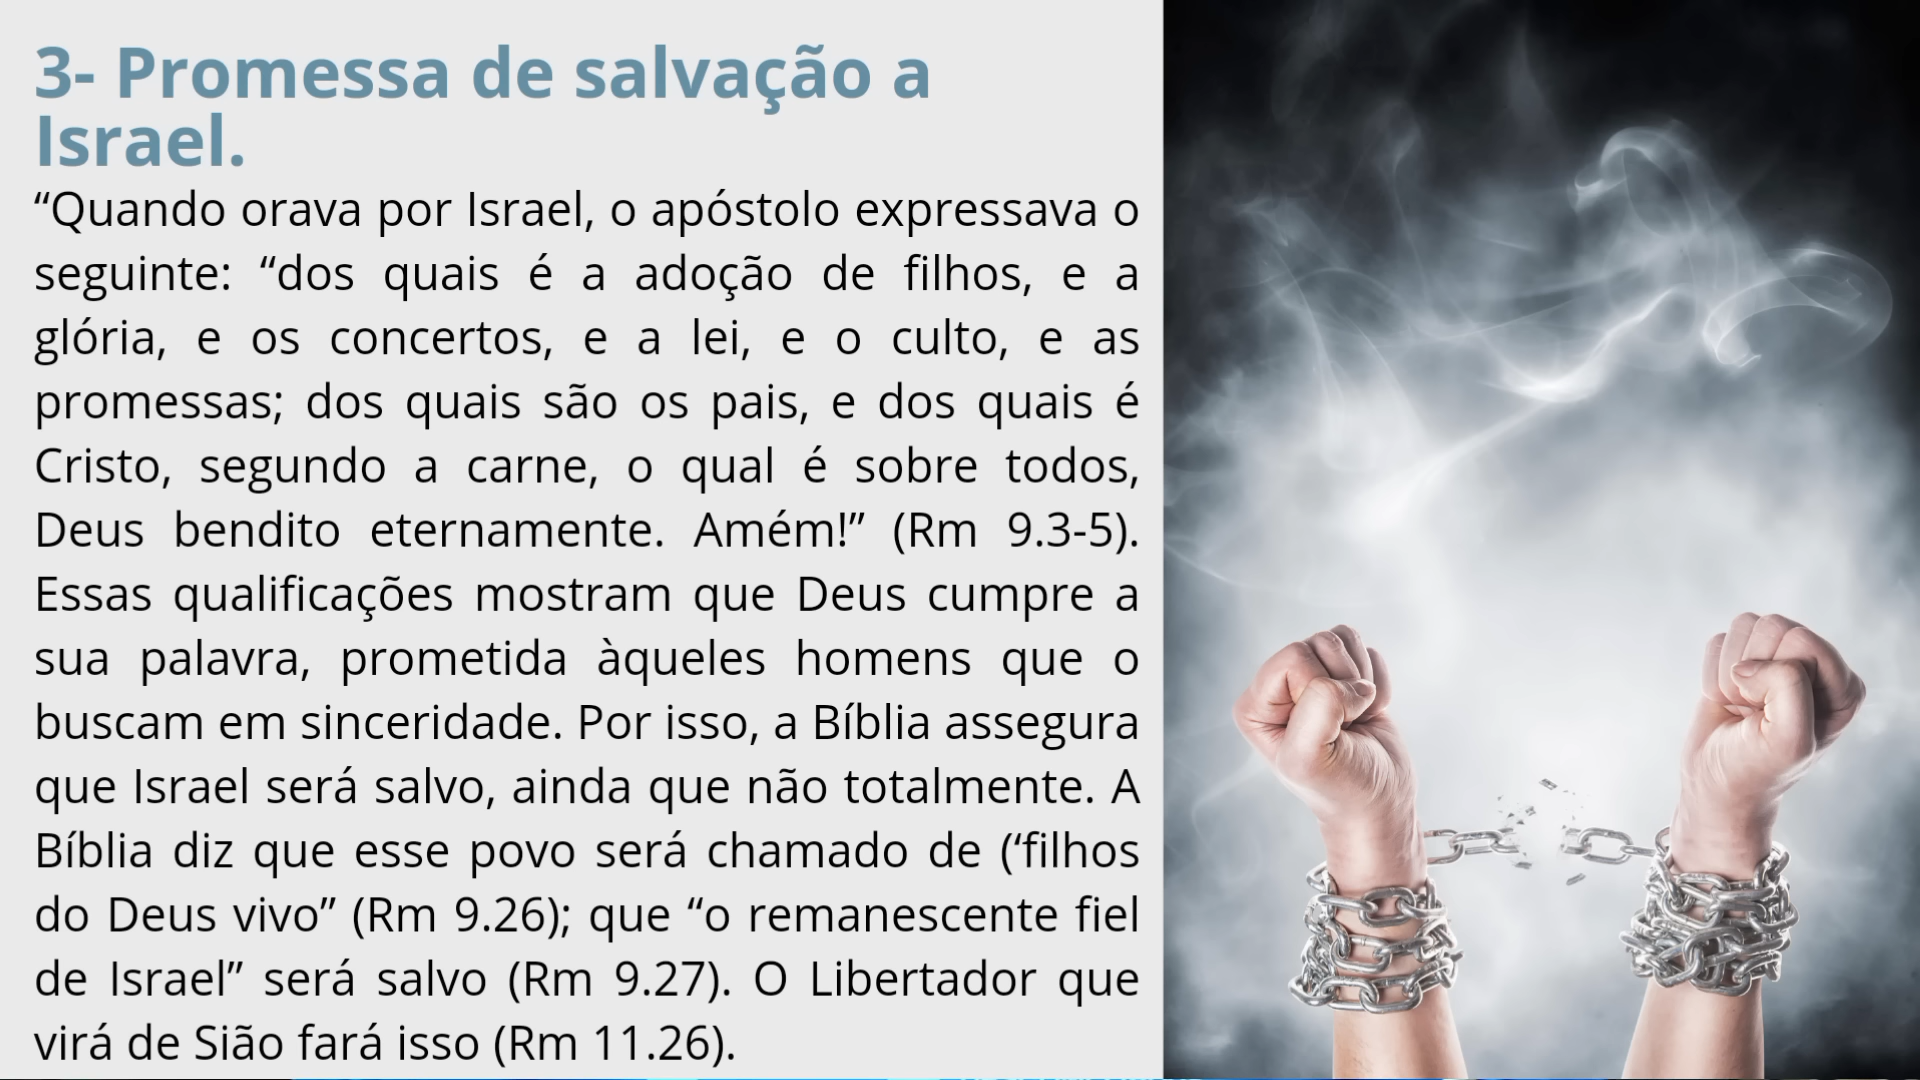 3- Promessa de salvação a
Israel.
“Quando orava por Israel, o apóstolo expressava o
seguinte: “dos quais é a adoção de filhos, e a
glória, e os concertos, e a lei, e o culto, e as
promessas; dos quais são os pais, e dos quais é
Cristo, segundo a carne, o qual é sobre todos,
Deus bendito eternamente. Amém!” (Rm 9.3-5).
Essas qualificações mostram que Deus cumpre a
sua palavra, prometida àqueles homens que o
buscam em sinceridade. Por isso, a Bíblia assegura
que Israel será salvo, ainda que não totalmente. A
Bíblia diz que esse povo será chamado de (‘filhos
do Deus vivo” (Rm 9.26); que “o remanescente fiel
de Israel” será salvo (Rm 9.27). O Libertador que
virá de Sião fará isso (Rm 11.26).